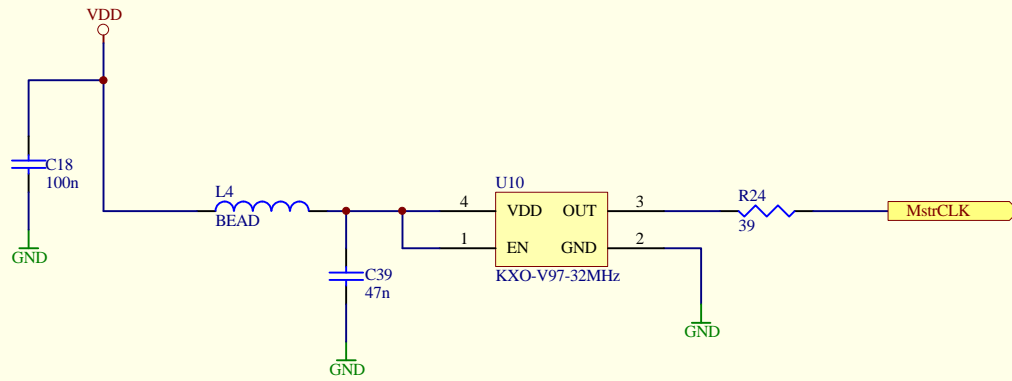 VDD
C18
100n
GND
L4
BEAD
C39
47n
GND
U10
4
VDD
OUT
3
1
EN
GND
2
KXO-V97-32MHz
GND
R24
39
MstrCLK